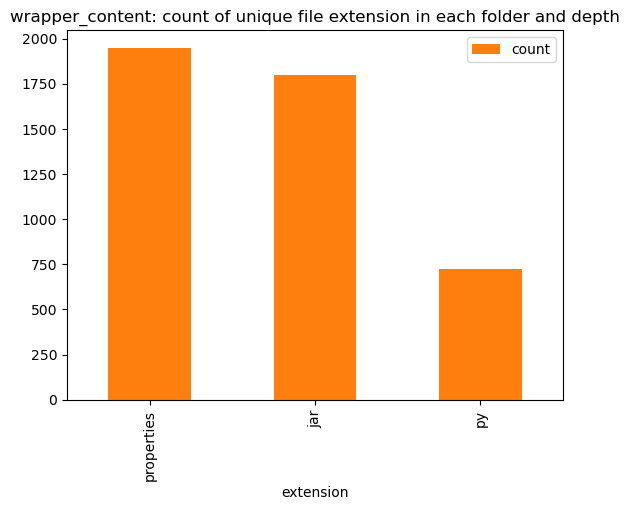 wrapper_content: count of unique file extension in each folder and depth
count
2000
1750
1500
1250
1000
750
500
250
0
properties
jar
py
extension